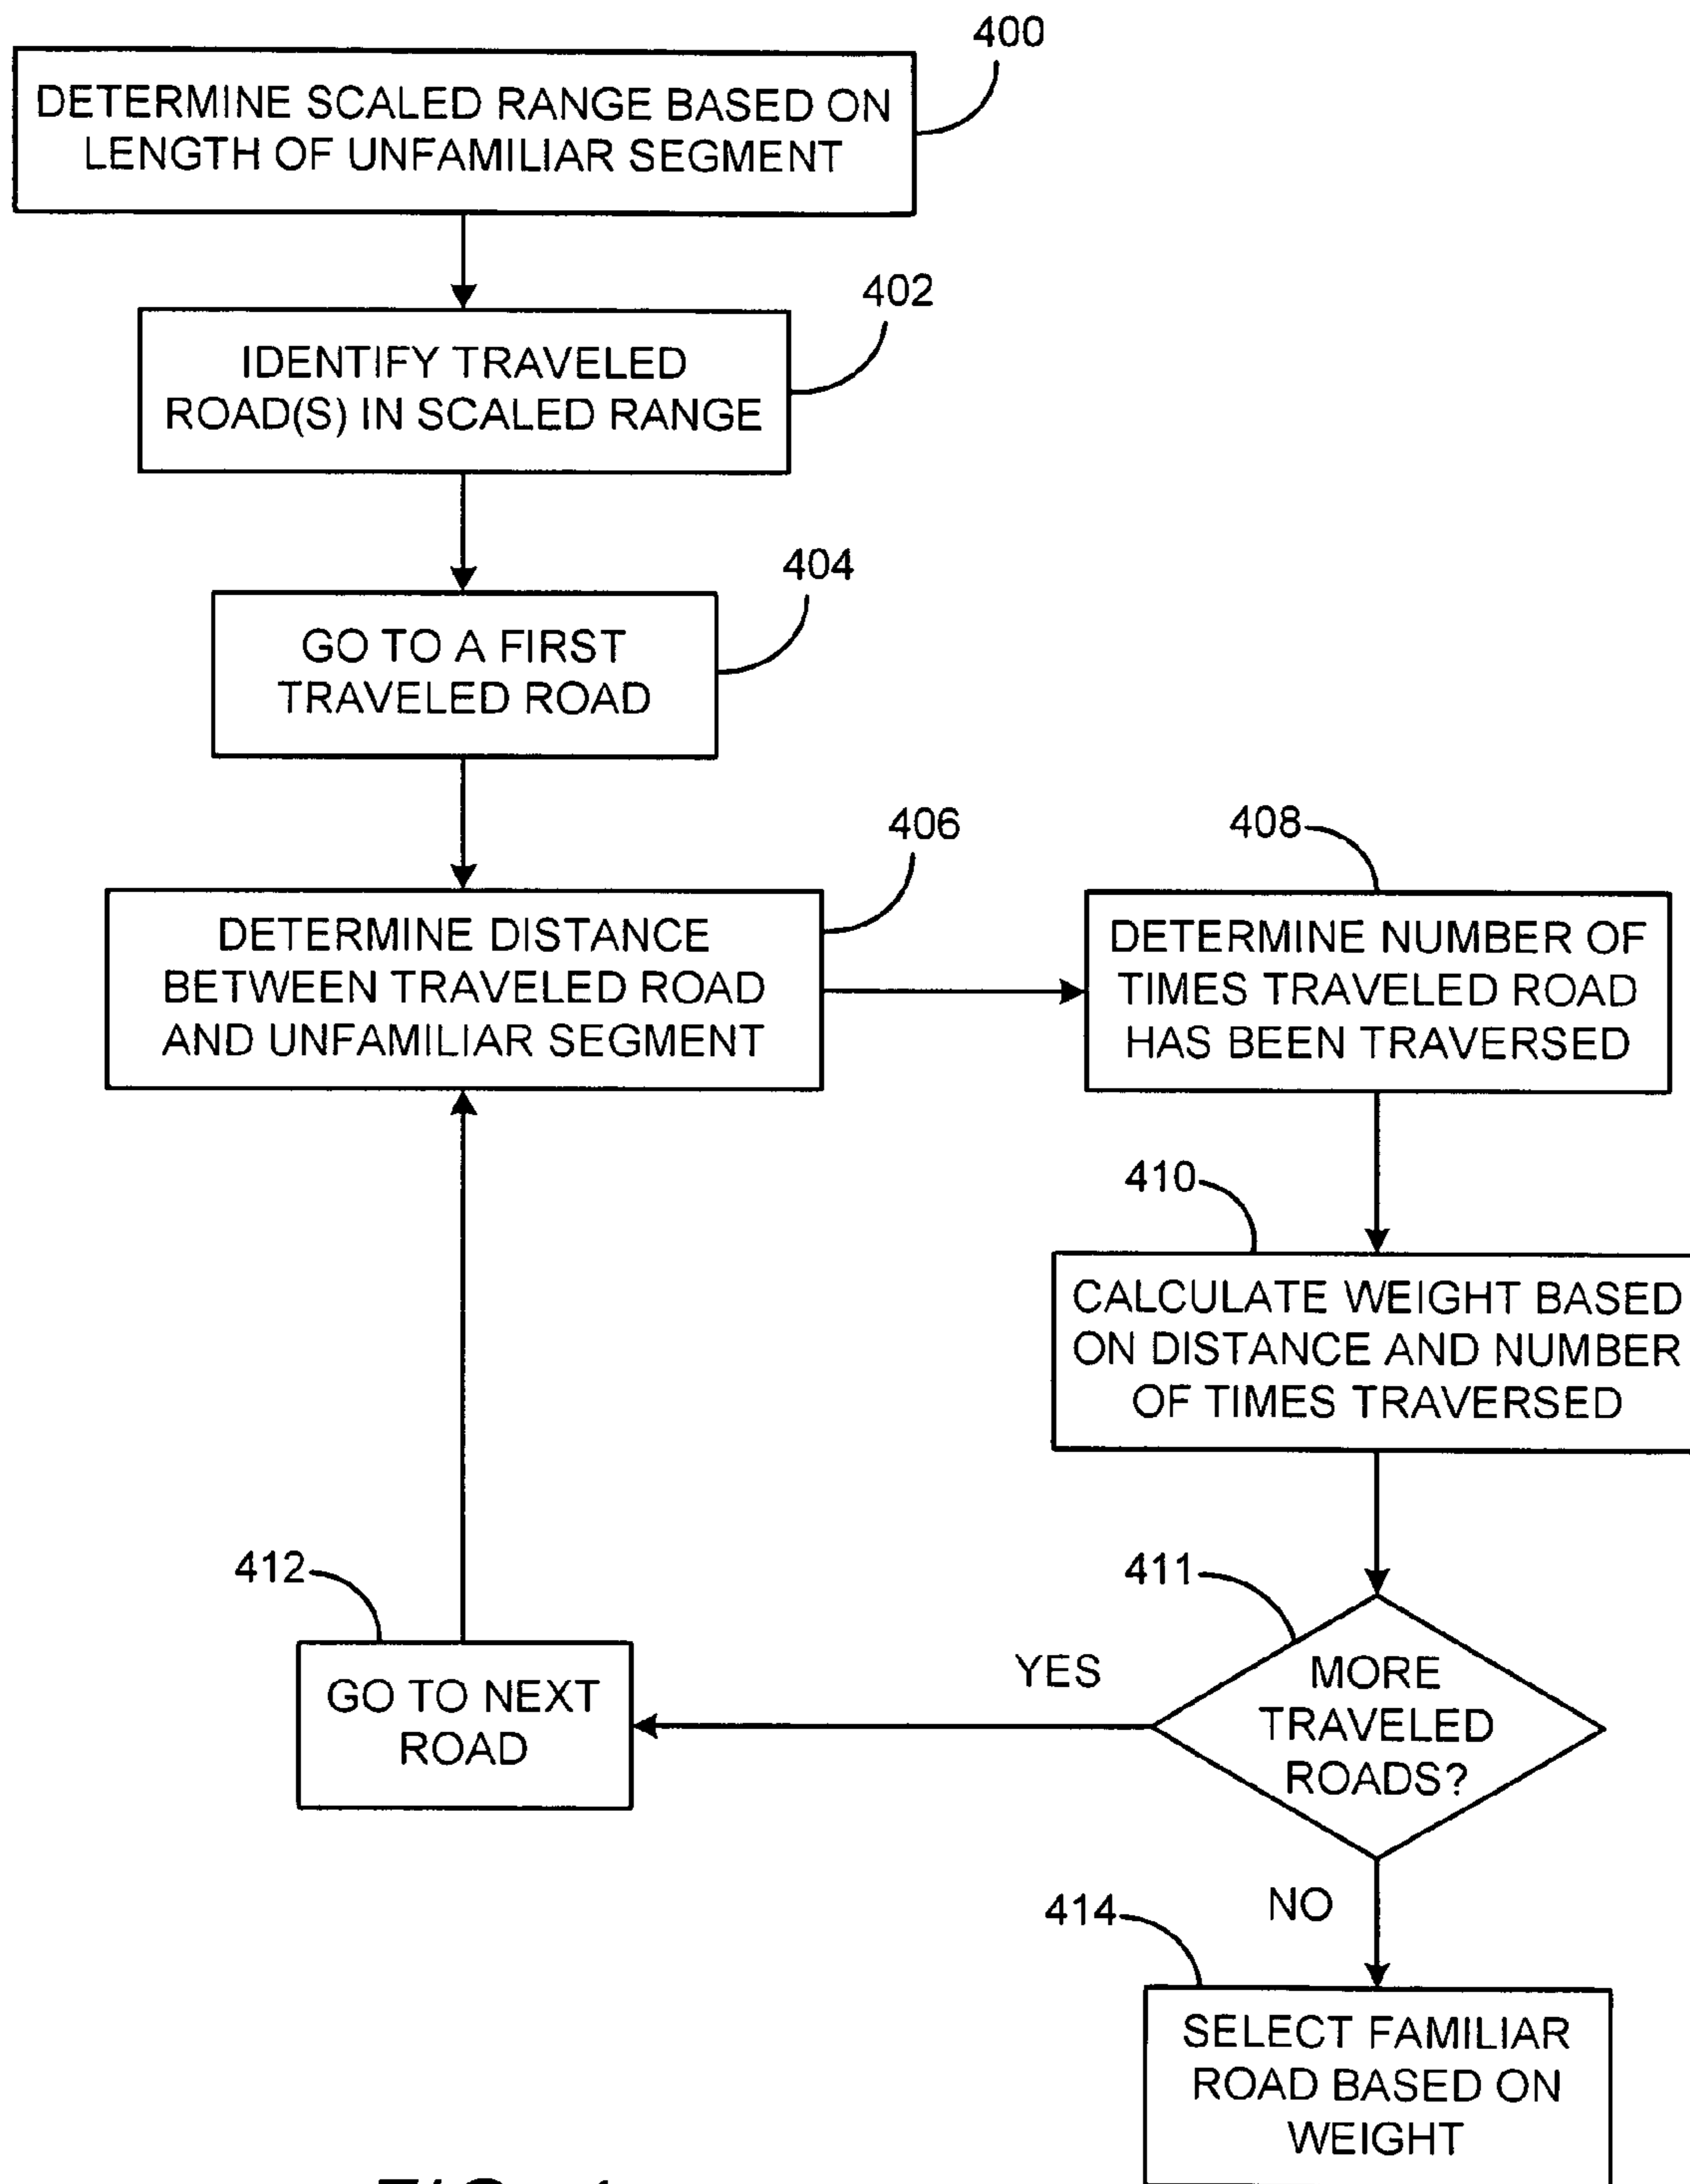 400
DETERMINE SCALED RANGE BASED ON
LENGTH OF UNFAMILIAR SEGMENT
402
IDENTIFY TRAVELED
ROAD(S) IN SCALED RANGE
404
GO TO A FIRST
TRAVELED ROAD
406
DETERMINE DISTANCE
BETWEEN TRAVELED ROAD
AND UNFAMILIAR SEGMENT
408
DETERMINE NUMBER OF
TIMES TRAVELED ROAD
HAS BEEN TRAVERSED
410
CALCULATE WEIGHT BASED
ON DISTANCE AND NUMBER
OF TIMES TRAVERSED
411
MORE
TRAVELED
ROADS?
YES
412
GO TO NEXT
ROAD
NO
414
SELECT FAMILIAR
ROAD BASED ON
WEIGHT